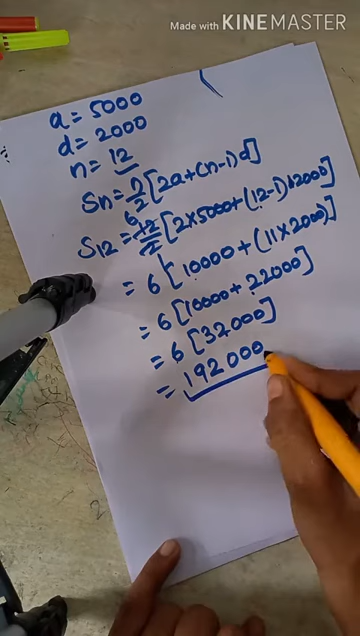 Made with KINEMASTER
a = 5000
d = 2000
n = 12
Sn = n/2 [2a+(n-1)d]
S12 = 12/2 [2×5000+(12-1)2000]
6
= 6 [10000 + (11×2000)]
= 6 [10000 + 22000]
= 6 [32000]
= 192000